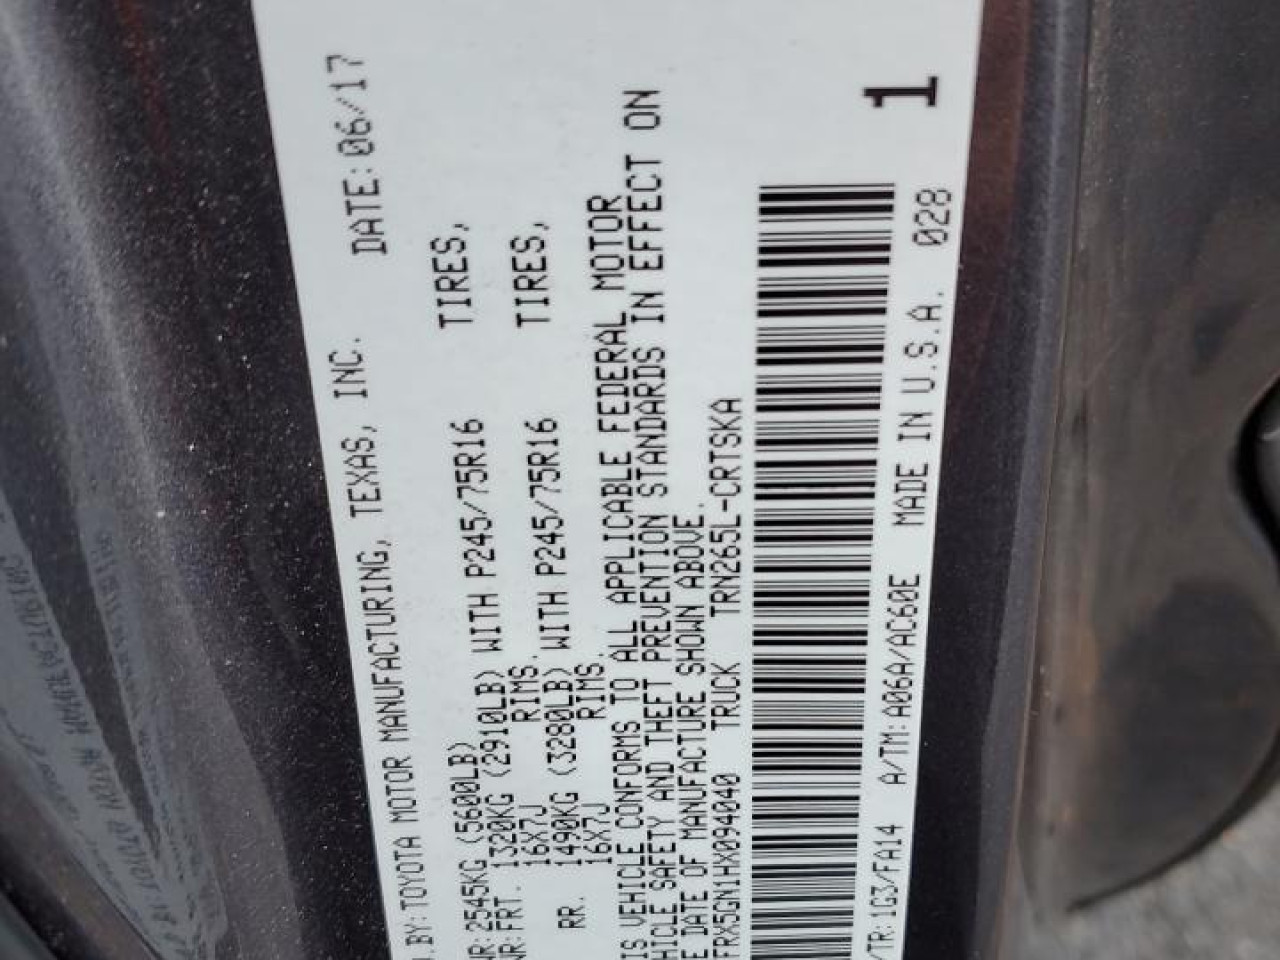 D.BY: TOYOTA MOTOR MANUFACTURING, TEXAS, INC. DATE: 06/17
WR: 2545KG (5600LB)
WR: FRT. 1320KG (2910LB) WITH P245/75R16 TIRES,
16X7J RIMS.
RR. 1490KG (3280LB) WITH P245/75R16 TIRES,
16X7J RIMS.
IS VEHICLE CONFORMS TO ALL APPLICABLE FEDERAL MOTOR
HICLE SAFETY AND THEFT PREVENTION STANDARDS IN EFFECT ON
E DATE OF MANUFACTURE SHOWN ABOVE.
FRX5GN1HX094040 TRUCK TRN265L-CRTSKA
1
/TR: 1G3/FA14 A/TM: A06A/AC60E MADE IN U.S.A. 028